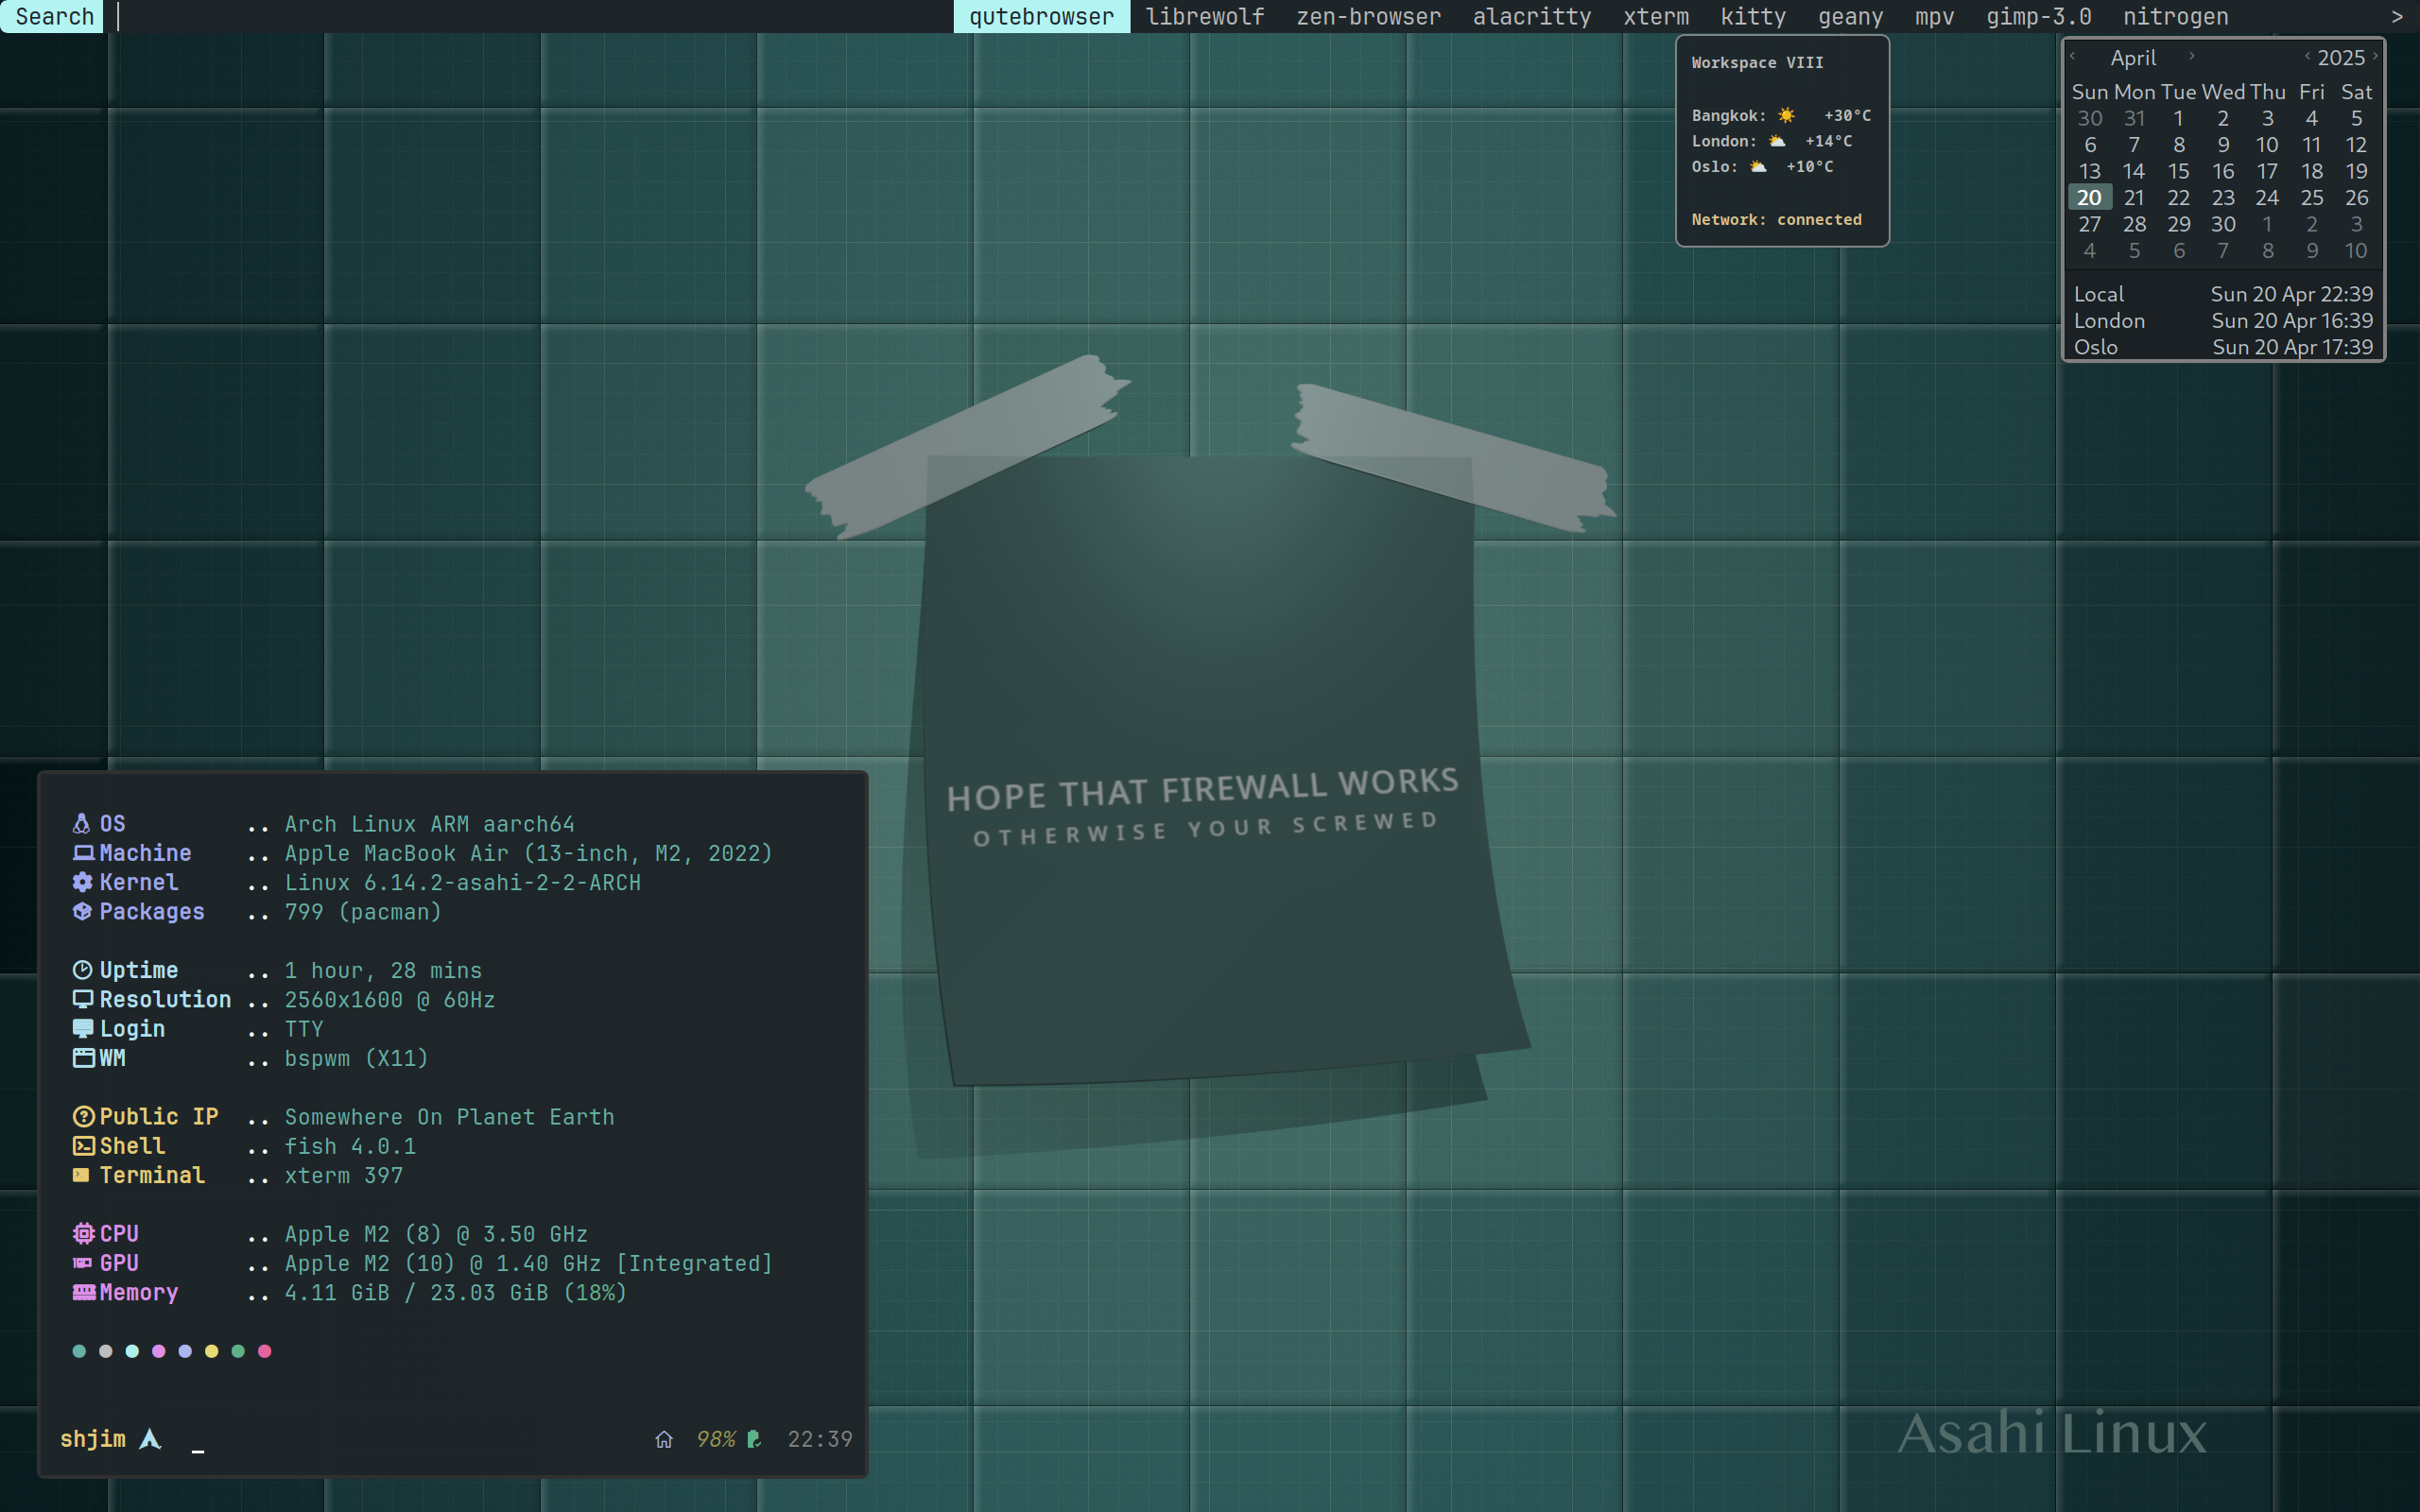 Search qutebrowser librewolf zen-browser alacritty xterm kitty geany mpv gimp-3.0 nitrogen >
Workspace VIII
Bangkok: ☀️ +30°C
London: ⛅ +14°C
Oslo: ⛅ +10°C
Network: connected
‹ April › ‹ 2025 ›
Sun Mon Tue Wed Thu Fri Sat
30 31 1 2 3 4 5
6 7 8 9 10 11 12
13 14 15 16 17 18 19
20 21 22 23 24 25 26
27 28 29 30 1 2 3
4 5 6 7 8 9 10
Local Sun 20 Apr 22:39
London Sun 20 Apr 16:39
Oslo Sun 20 Apr 17:39
HOPE THAT FIREWALL WORKS
OTHERWISE YOUR SCREWED
OS .. Arch Linux ARM aarch64
Machine .. Apple MacBook Air (13-inch, M2, 2022)
Kernel .. Linux 6.14.2-asahi-2-2-ARCH
Packages .. 799 (pacman)
Uptime .. 1 hour, 28 mins
Resolution .. 2560x1600 @ 60Hz
Login .. TTY
WM .. bspwm (X11)
Public IP .. Somewhere On Planet Earth
Shell .. fish 4.0.1
Terminal .. xterm 397
CPU .. Apple M2 (8) @ 3.50 GHz
GPU .. Apple M2 (10) @ 1.40 GHz [Integrated]
Memory .. 4.11 GiB / 23.03 GiB (18%)
shjim _ 98% 22:39
Asahi Linux